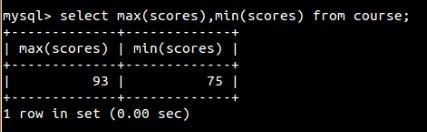 mysql> select max(scores),min(scores) from course;
+-------------+-------------+
| max(scores) | min(scores) |
+-------------+-------------+
|          93 |          75 |
+-------------+-------------+
1 row in set (0.00 sec)